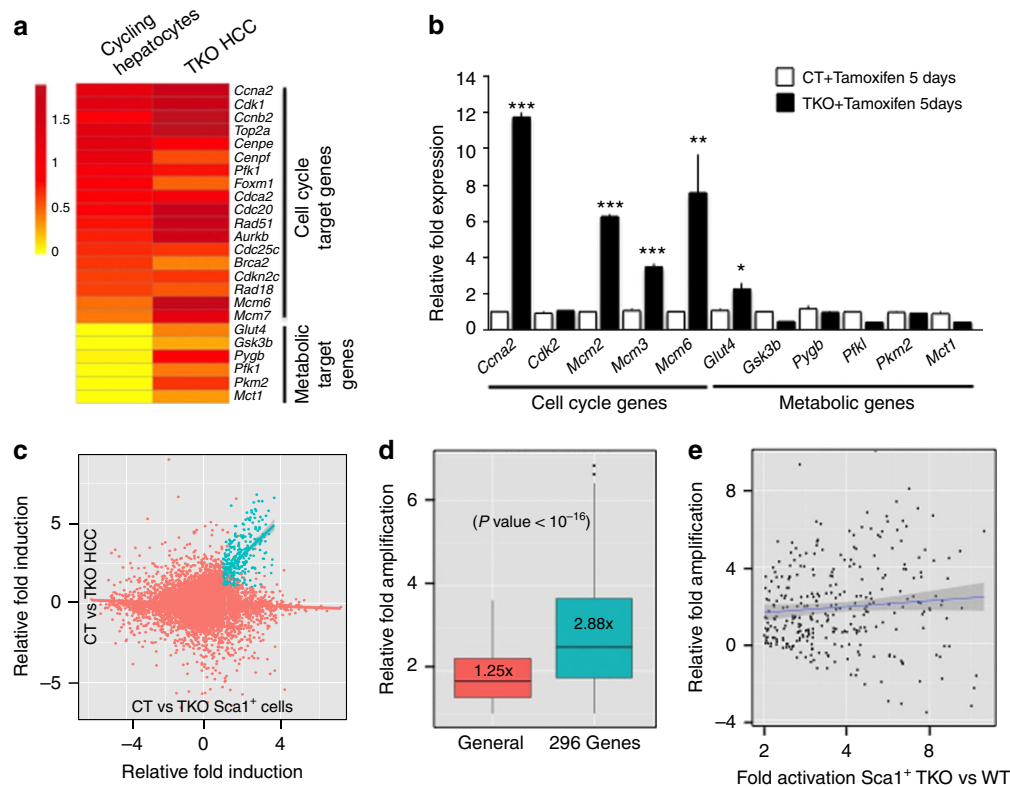 a
Cycling hepatocytes
TKO HCC
1.5
1
0.5
0
Ccna2
Cdk1
Ccnb2
Top2a
Cenpe
Cenpf
Pfk1
Foxm1
Cdca2
Cdc20
Rad51
Aurkb
Cdc25c
Brca2
Cdkn2c
Rad18
Mcm6
Mcm7
Glut4
Gsk3b
Pygb
Pfk1
Pkm2
Mct1
Cell cycle target genes
Metabolic target genes
b
Relative fold expression
14
12
10
8
6
4
2
0
CT+Tamoxifen 5 days
TKO+Tamoxifen 5days
***
***
***
**
*
Ccna2
Cdk2
Mcm2
Mcm3
Mcm6
Glut4
Gsk3b
Pygb
Pfkl
Pkm2
Mct1
Cell cycle genes
Metabolic genes
c
Relative fold induction
CT vs TKO HCC
5
0
−5
CT vs TKO Sca1+ cells
−4
0
4
Relative fold induction
d
Relative fold amplification
6
4
2
(P value < 10−16)
1.25x
2.88x
General
296 Genes
e
Relative fold amplification
8
4
0
−4
2
4
8
Fold activation Sca1+ TKO vs WT